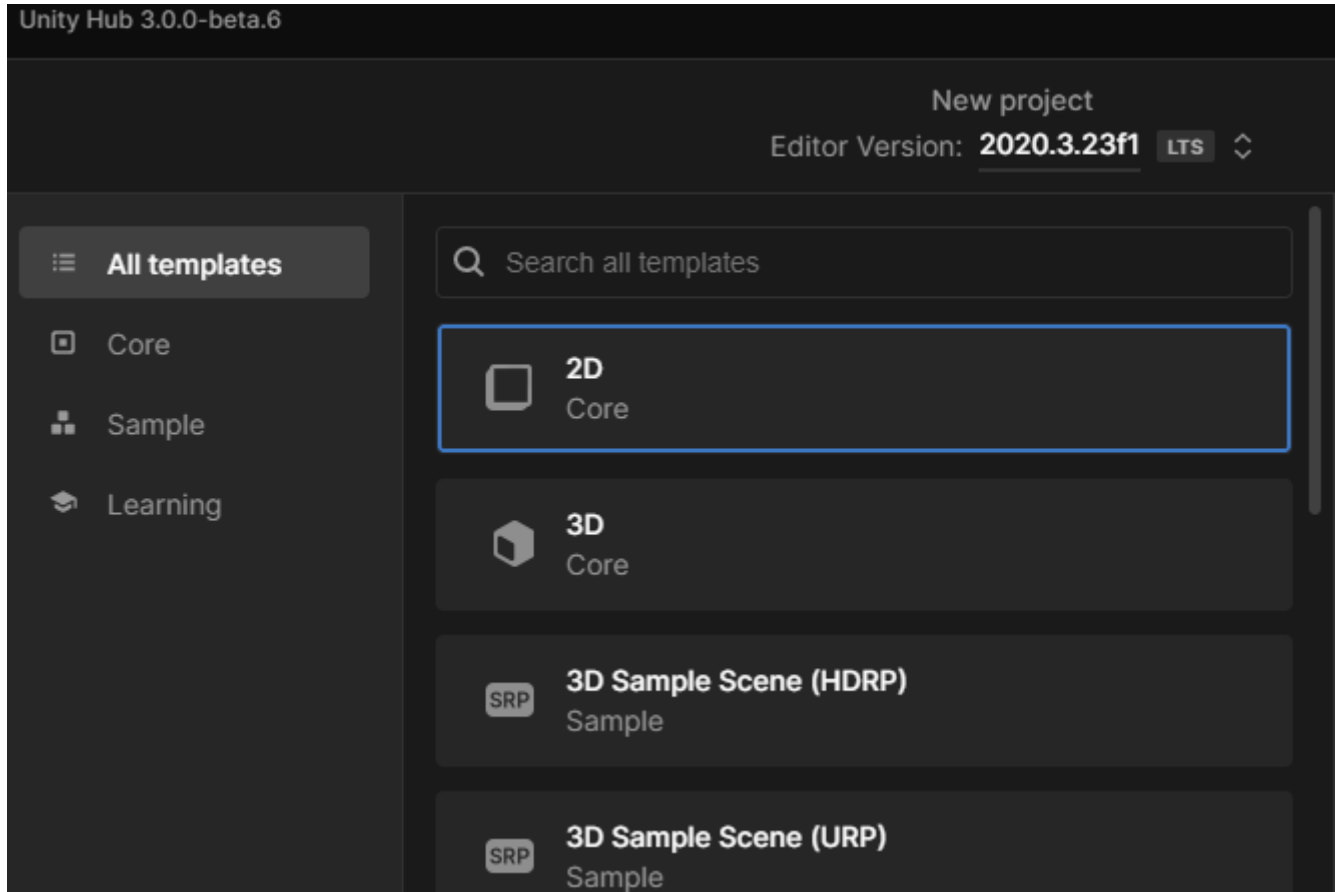 Unity Hub 3.0.0-beta.6
New project
Editor Version: 2020.3.23f1 LTS
All templates
Core
Sample
Learning
Search all templates
2D
Core
3D
Core
SRP
3D Sample Scene (HDRP)
Sample
SRP
3D Sample Scene (URP)
Sample